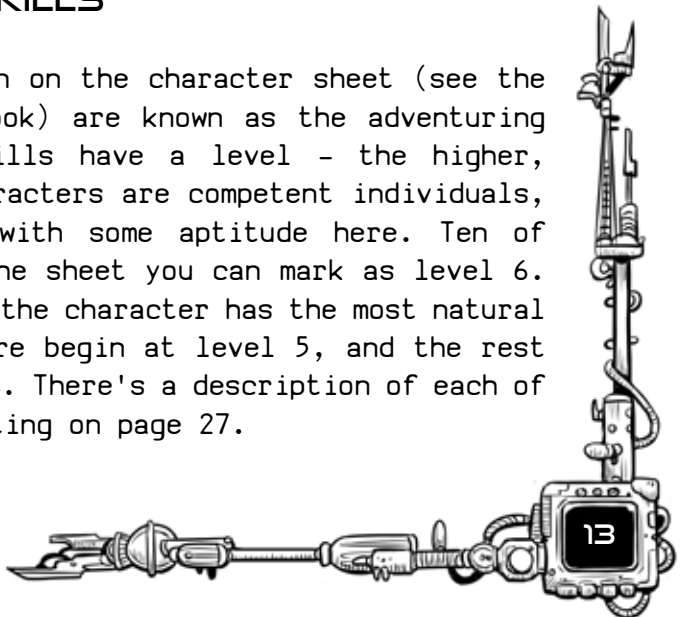 KILLS
n on the character sheet (see the
ook) are known as the adventuring
ills have a level – the higher,
racters are competent individuals,
with some aptitude here. Ten of
he sheet you can mark as level 6.
the character has the most natural
re begin at level 5, and the rest
. There's a description of each of
ting on page 27.
13